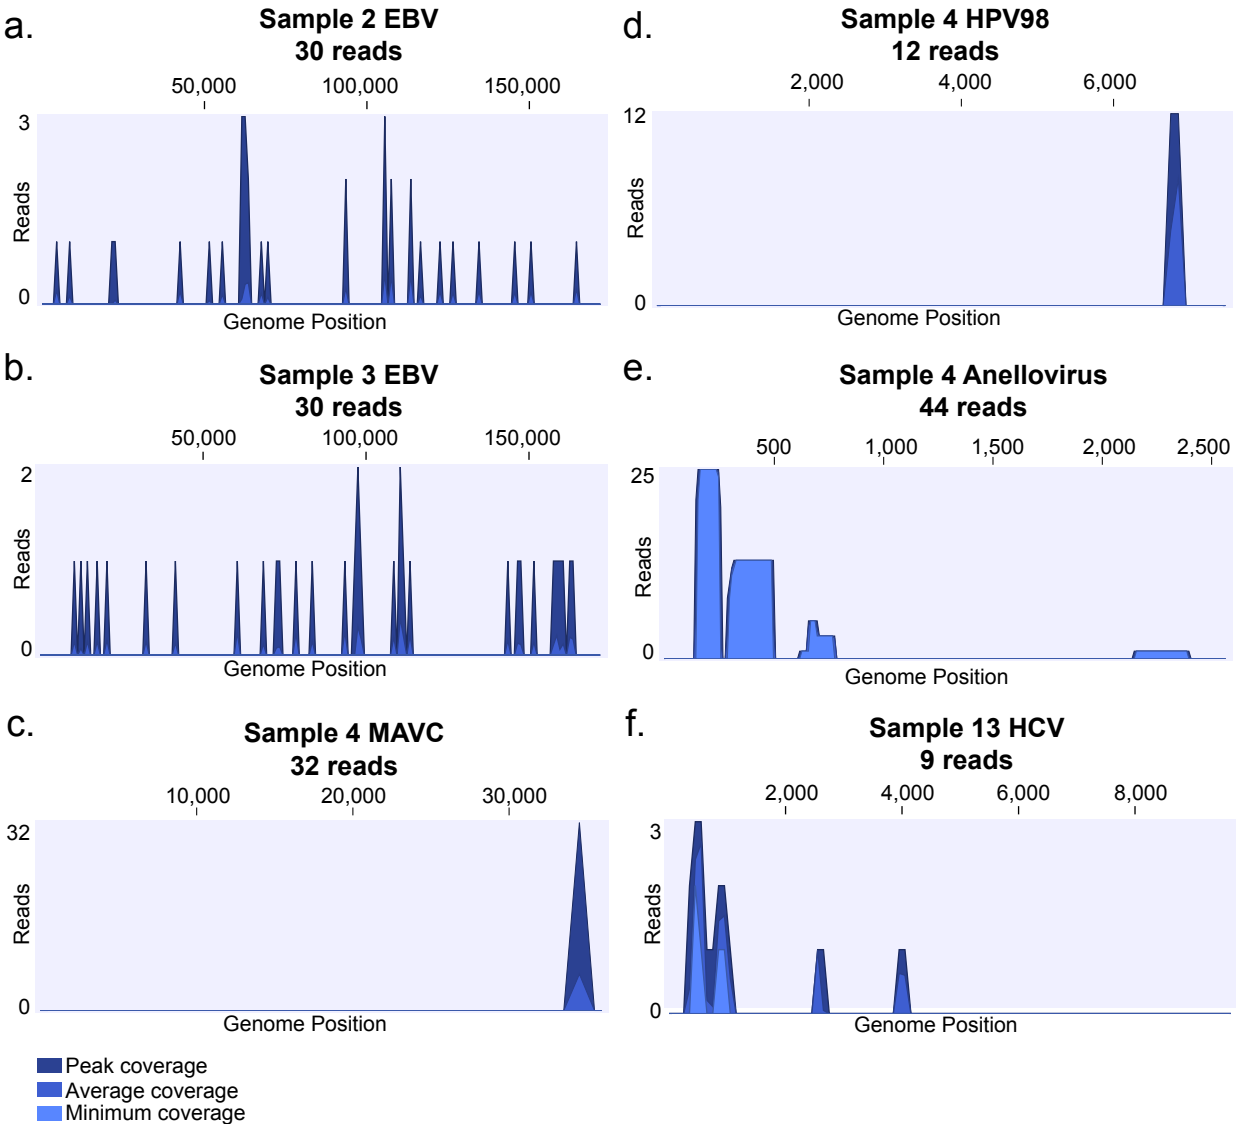 a.
Sample 2 EBV
30 reads
50,000 100,000 150,000
3
Reads
0
Genome Position
b.
Sample 3 EBV
30 reads
50,000 100,000 150,000
2
Reads
0
Genome Position
c.
Sample 4 MAVC
32 reads
10,000 20,000 30,000
32
Reads
0
Genome Position
d.
Sample 4 HPV98
12 reads
2,000 4,000 6,000
12
Reads
0
Genome Position
e.
Sample 4 Anellovirus
44 reads
500 1,000 1,500 2,000 2,500
25
Reads
0
Genome Position
f.
Sample 13 HCV
9 reads
2,000 4,000 6,000 8,000
3
Reads
0
Genome Position
Peak coverage
Average coverage
Minimum coverage